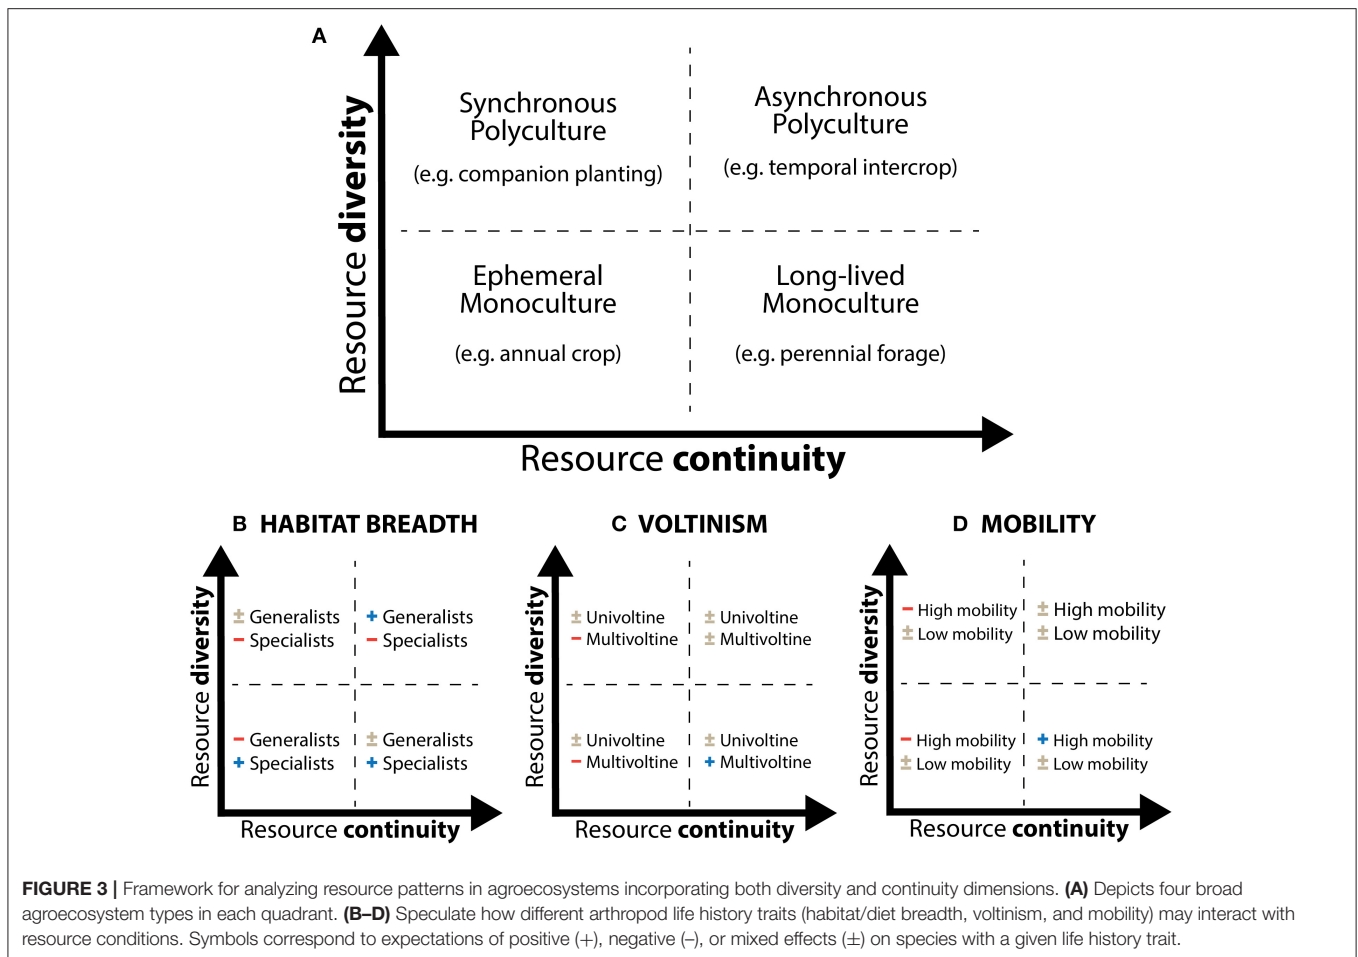 A
Resource diversity
Synchronous
Polyculture
(e.g. companion planting)
Asynchronous
Polyculture
(e.g. temporal intercrop)
Ephemeral
Monoculture
(e.g. annual crop)
Long-lived
Monoculture
(e.g. perennial forage)
Resource continuity
B HABITAT BREADTH
Resource diversity
± Generalists
– Specialists
+ Generalists
– Specialists
– Generalists
+ Specialists
± Generalists
+ Specialists
Resource continuity
C VOLTINISM
Resource diversity
± Univoltine
– Multivoltine
± Univoltine
± Multivoltine
± Univoltine
– Multivoltine
± Univoltine
+ Multivoltine
Resource continuity
D MOBILITY
Resource diversity
– High mobility
± Low mobility
± High mobility
± Low mobility
– High mobility
± Low mobility
+ High mobility
± Low mobility
Resource continuity
FIGURE 3 | Framework for analyzing resource patterns in agroecosystems incorporating both diversity and continuity dimensions. (A) Depicts four broad
agroecosystem types in each quadrant. (B–D) Speculate how different arthropod life history traits (habitat/diet breadth, voltinism, and mobility) may interact with
resource conditions. Symbols correspond to expectations of positive (+), negative (–), or mixed effects (±) on species with a given life history trait.